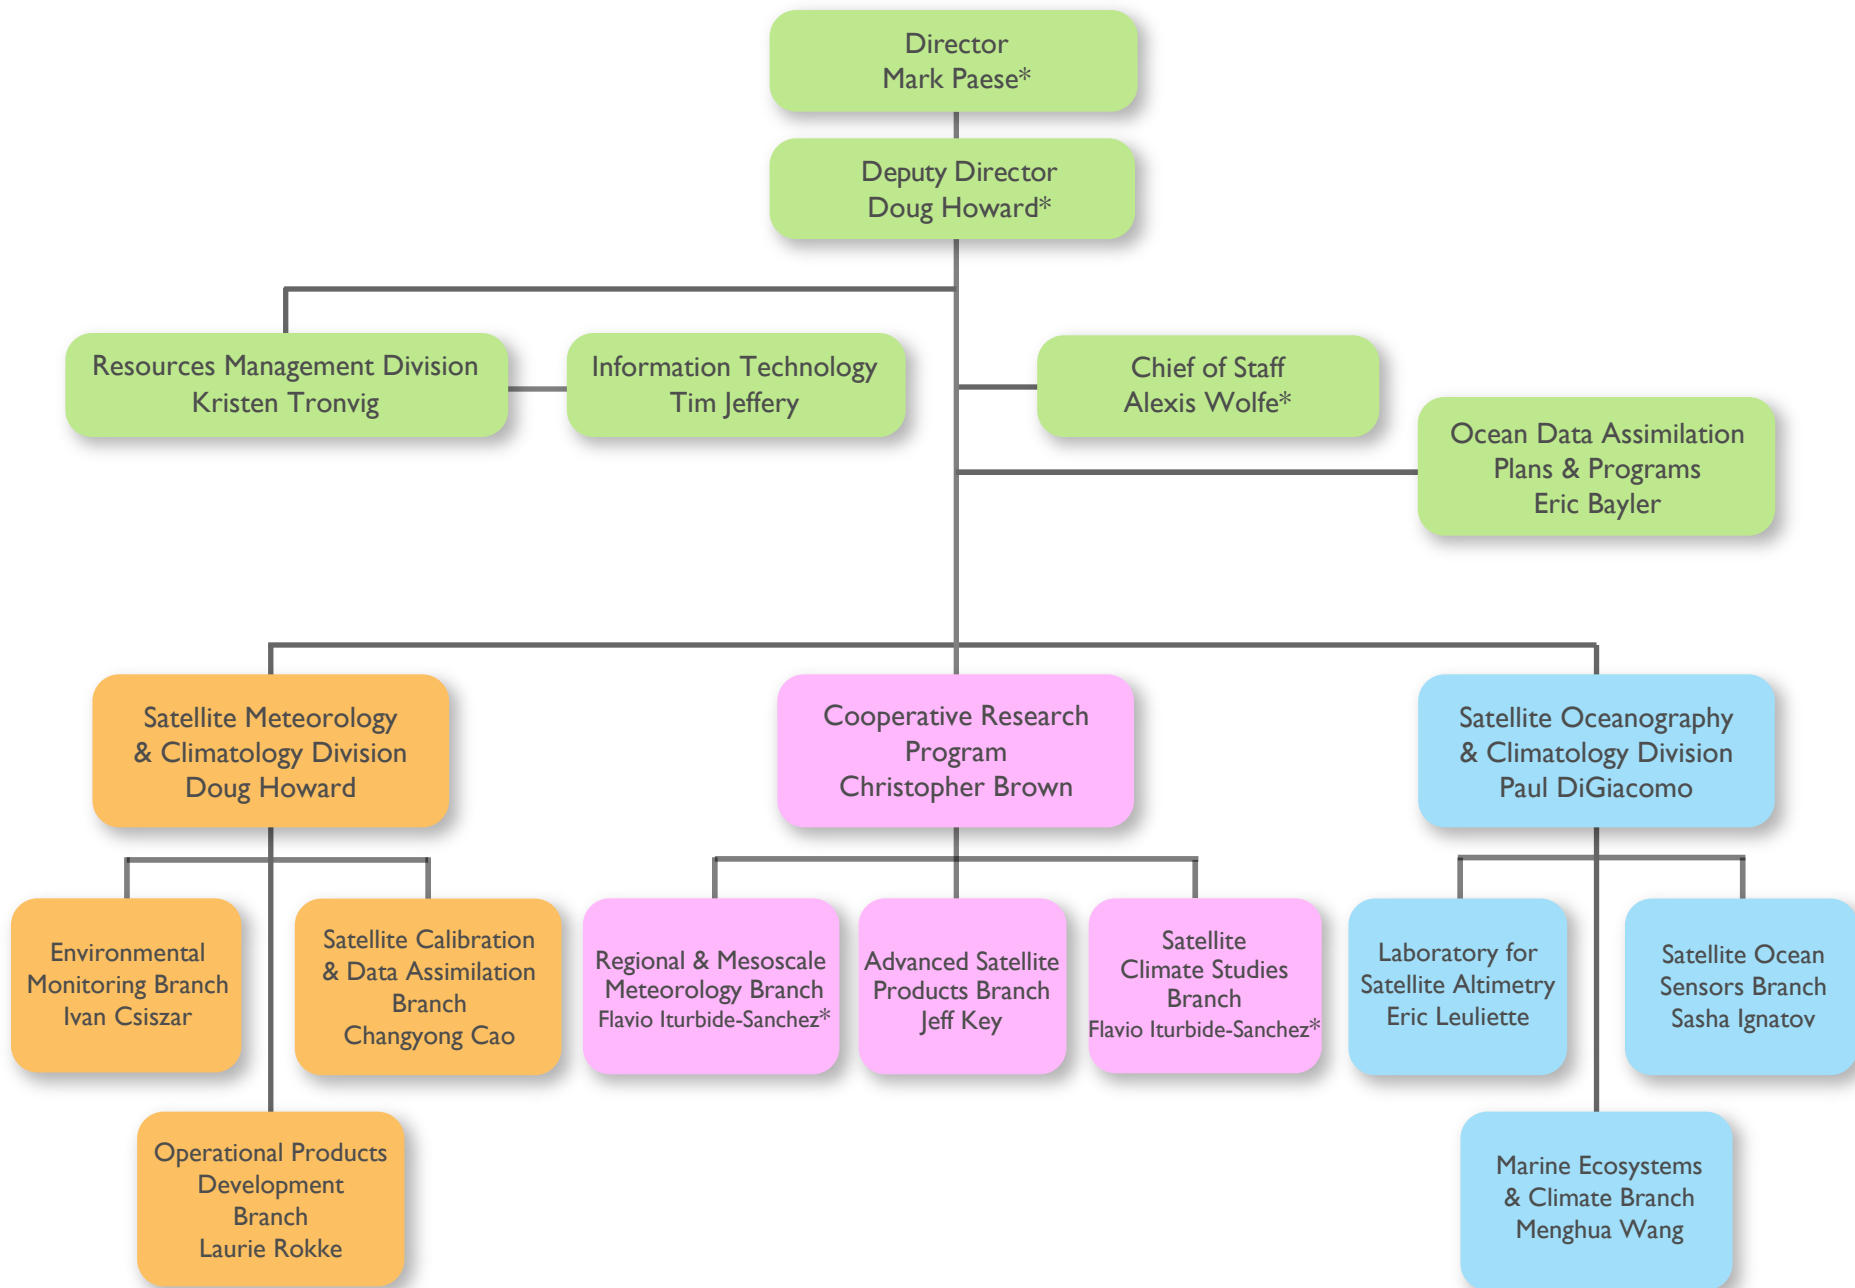 Director
Mark Paese*
Deputy Director
Doug Howard*
Resources Management Division
Kristen Tronvig
Information Technology
Tim Jeffery
Chief of Staff
Alexis Wolfe*
Ocean Data Assimilation
Plans & Programs
Eric Bayler
Satellite Meteorology
& Climatology Division
Doug Howard
Cooperative Research
Program
Christopher Brown
Satellite Oceanography
& Climatology Division
Paul DiGiacomo
Environmental
Monitoring Branch
Ivan Csiszar
Satellite Calibration
& Data Assimilation
Branch
Changyong Cao
Regional & Mesoscale
Meteorology Branch
Flavio Iturbide-Sanchez*
Advanced Satellite
Products Branch
Jeff Key
Satellite
Climate Studies
Branch
Flavio Iturbide-Sanchez*
Laboratory for
Satellite Altimetry
Eric Leuliette
Satellite Ocean
Sensors Branch
Sasha Ignatov
Operational Products
Development
Branch
Laurie Rokke
Marine Ecosystems
& Climate Branch
Menghua Wang